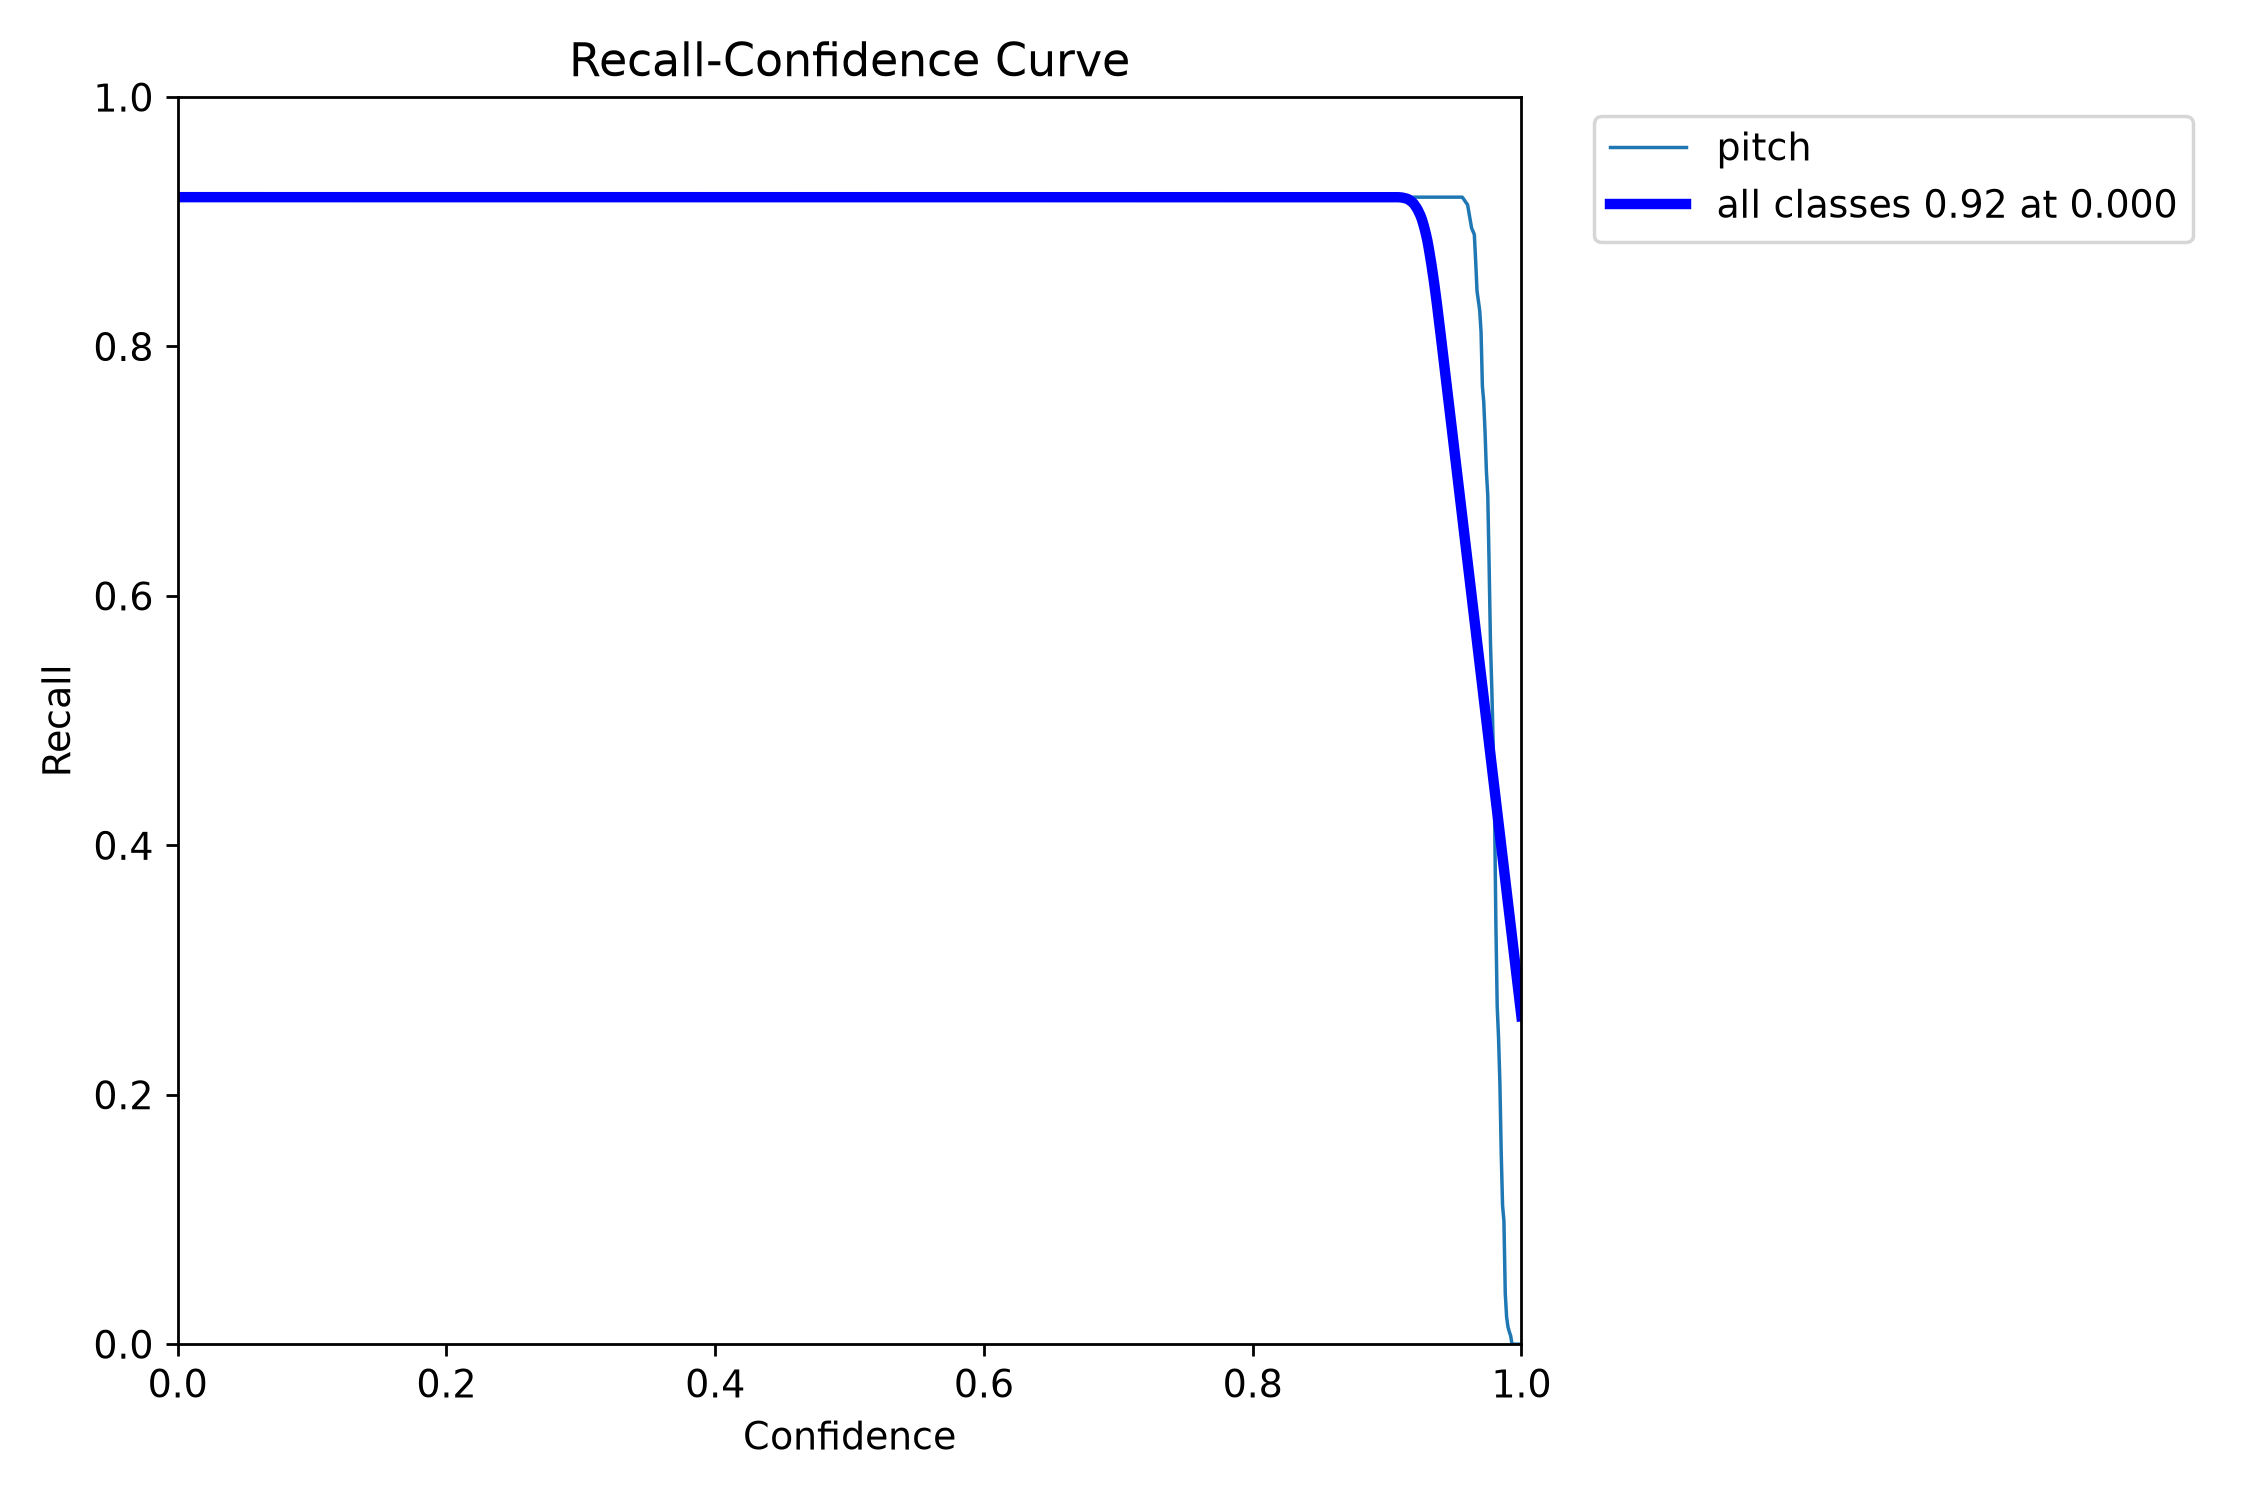 Recall-Confidence Curve
1.0
0.8
0.6
0.4
0.2
0.0
Recall
0.0 0.2 0.4 0.6 0.8 1.0
Confidence
pitch
all classes 0.92 at 0.000